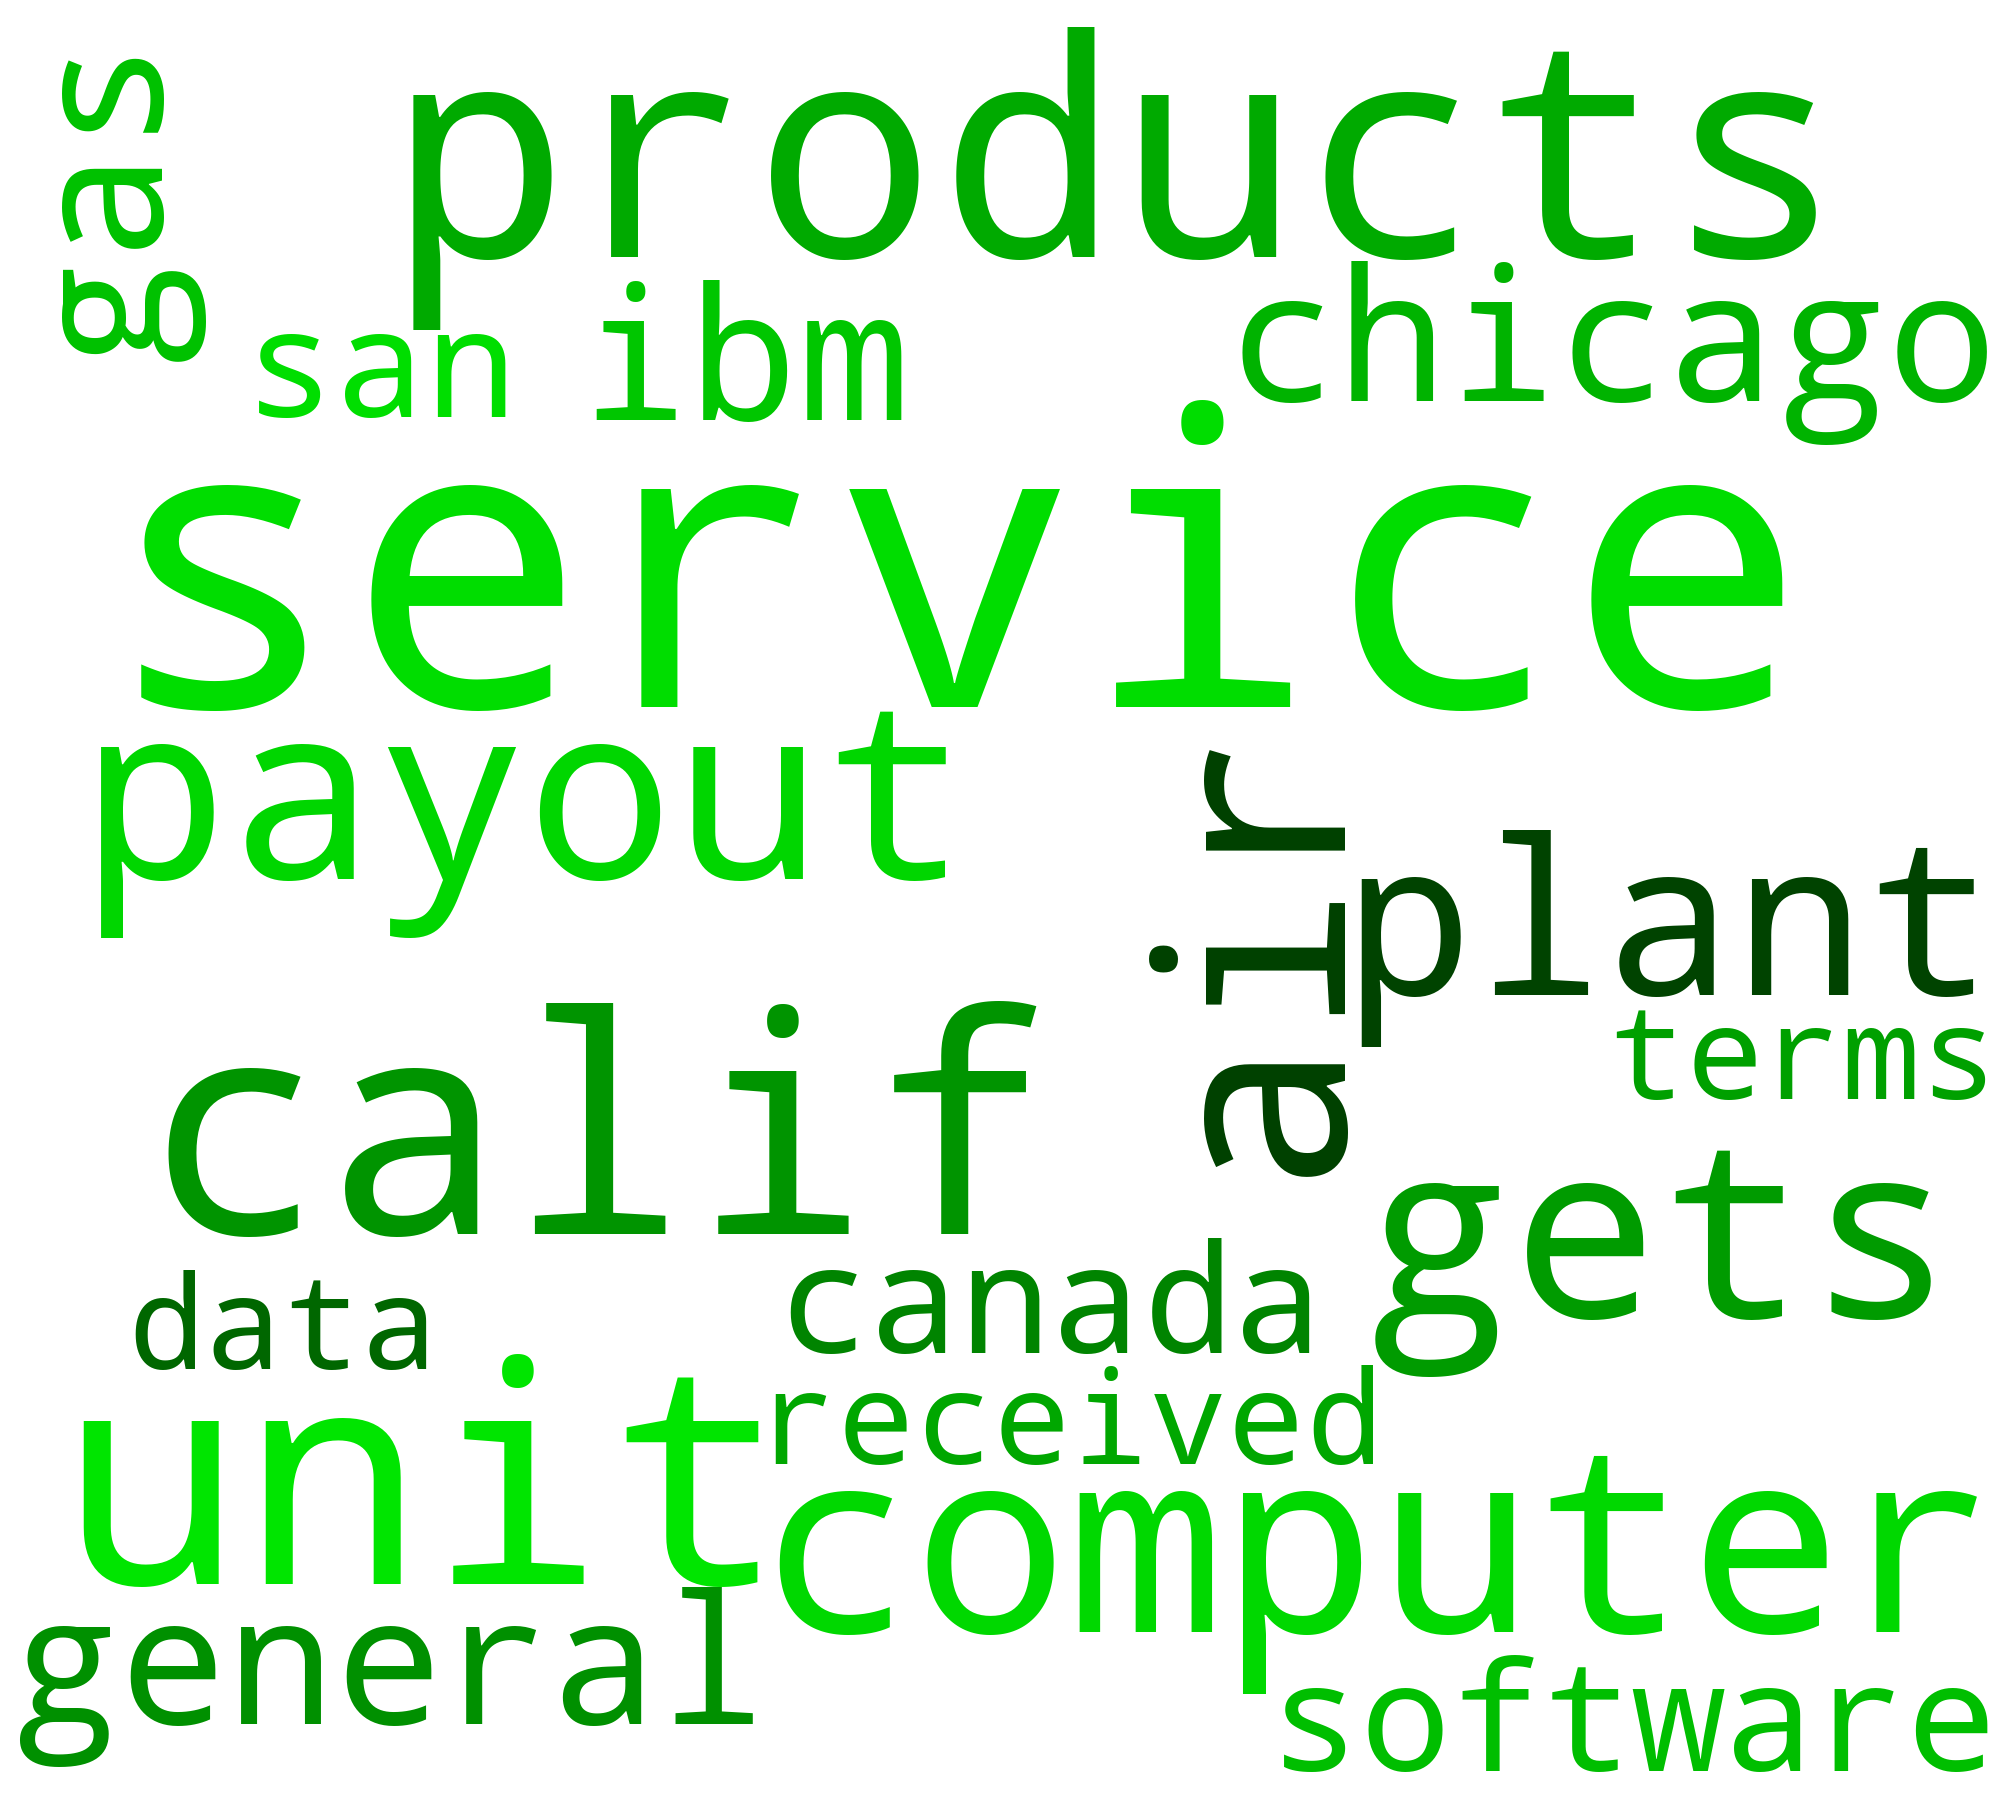 gas
products
san
ibm
chicago
service
payout
air
plant
terms
calif
gets
canada
data
received
unit
computer
general
software